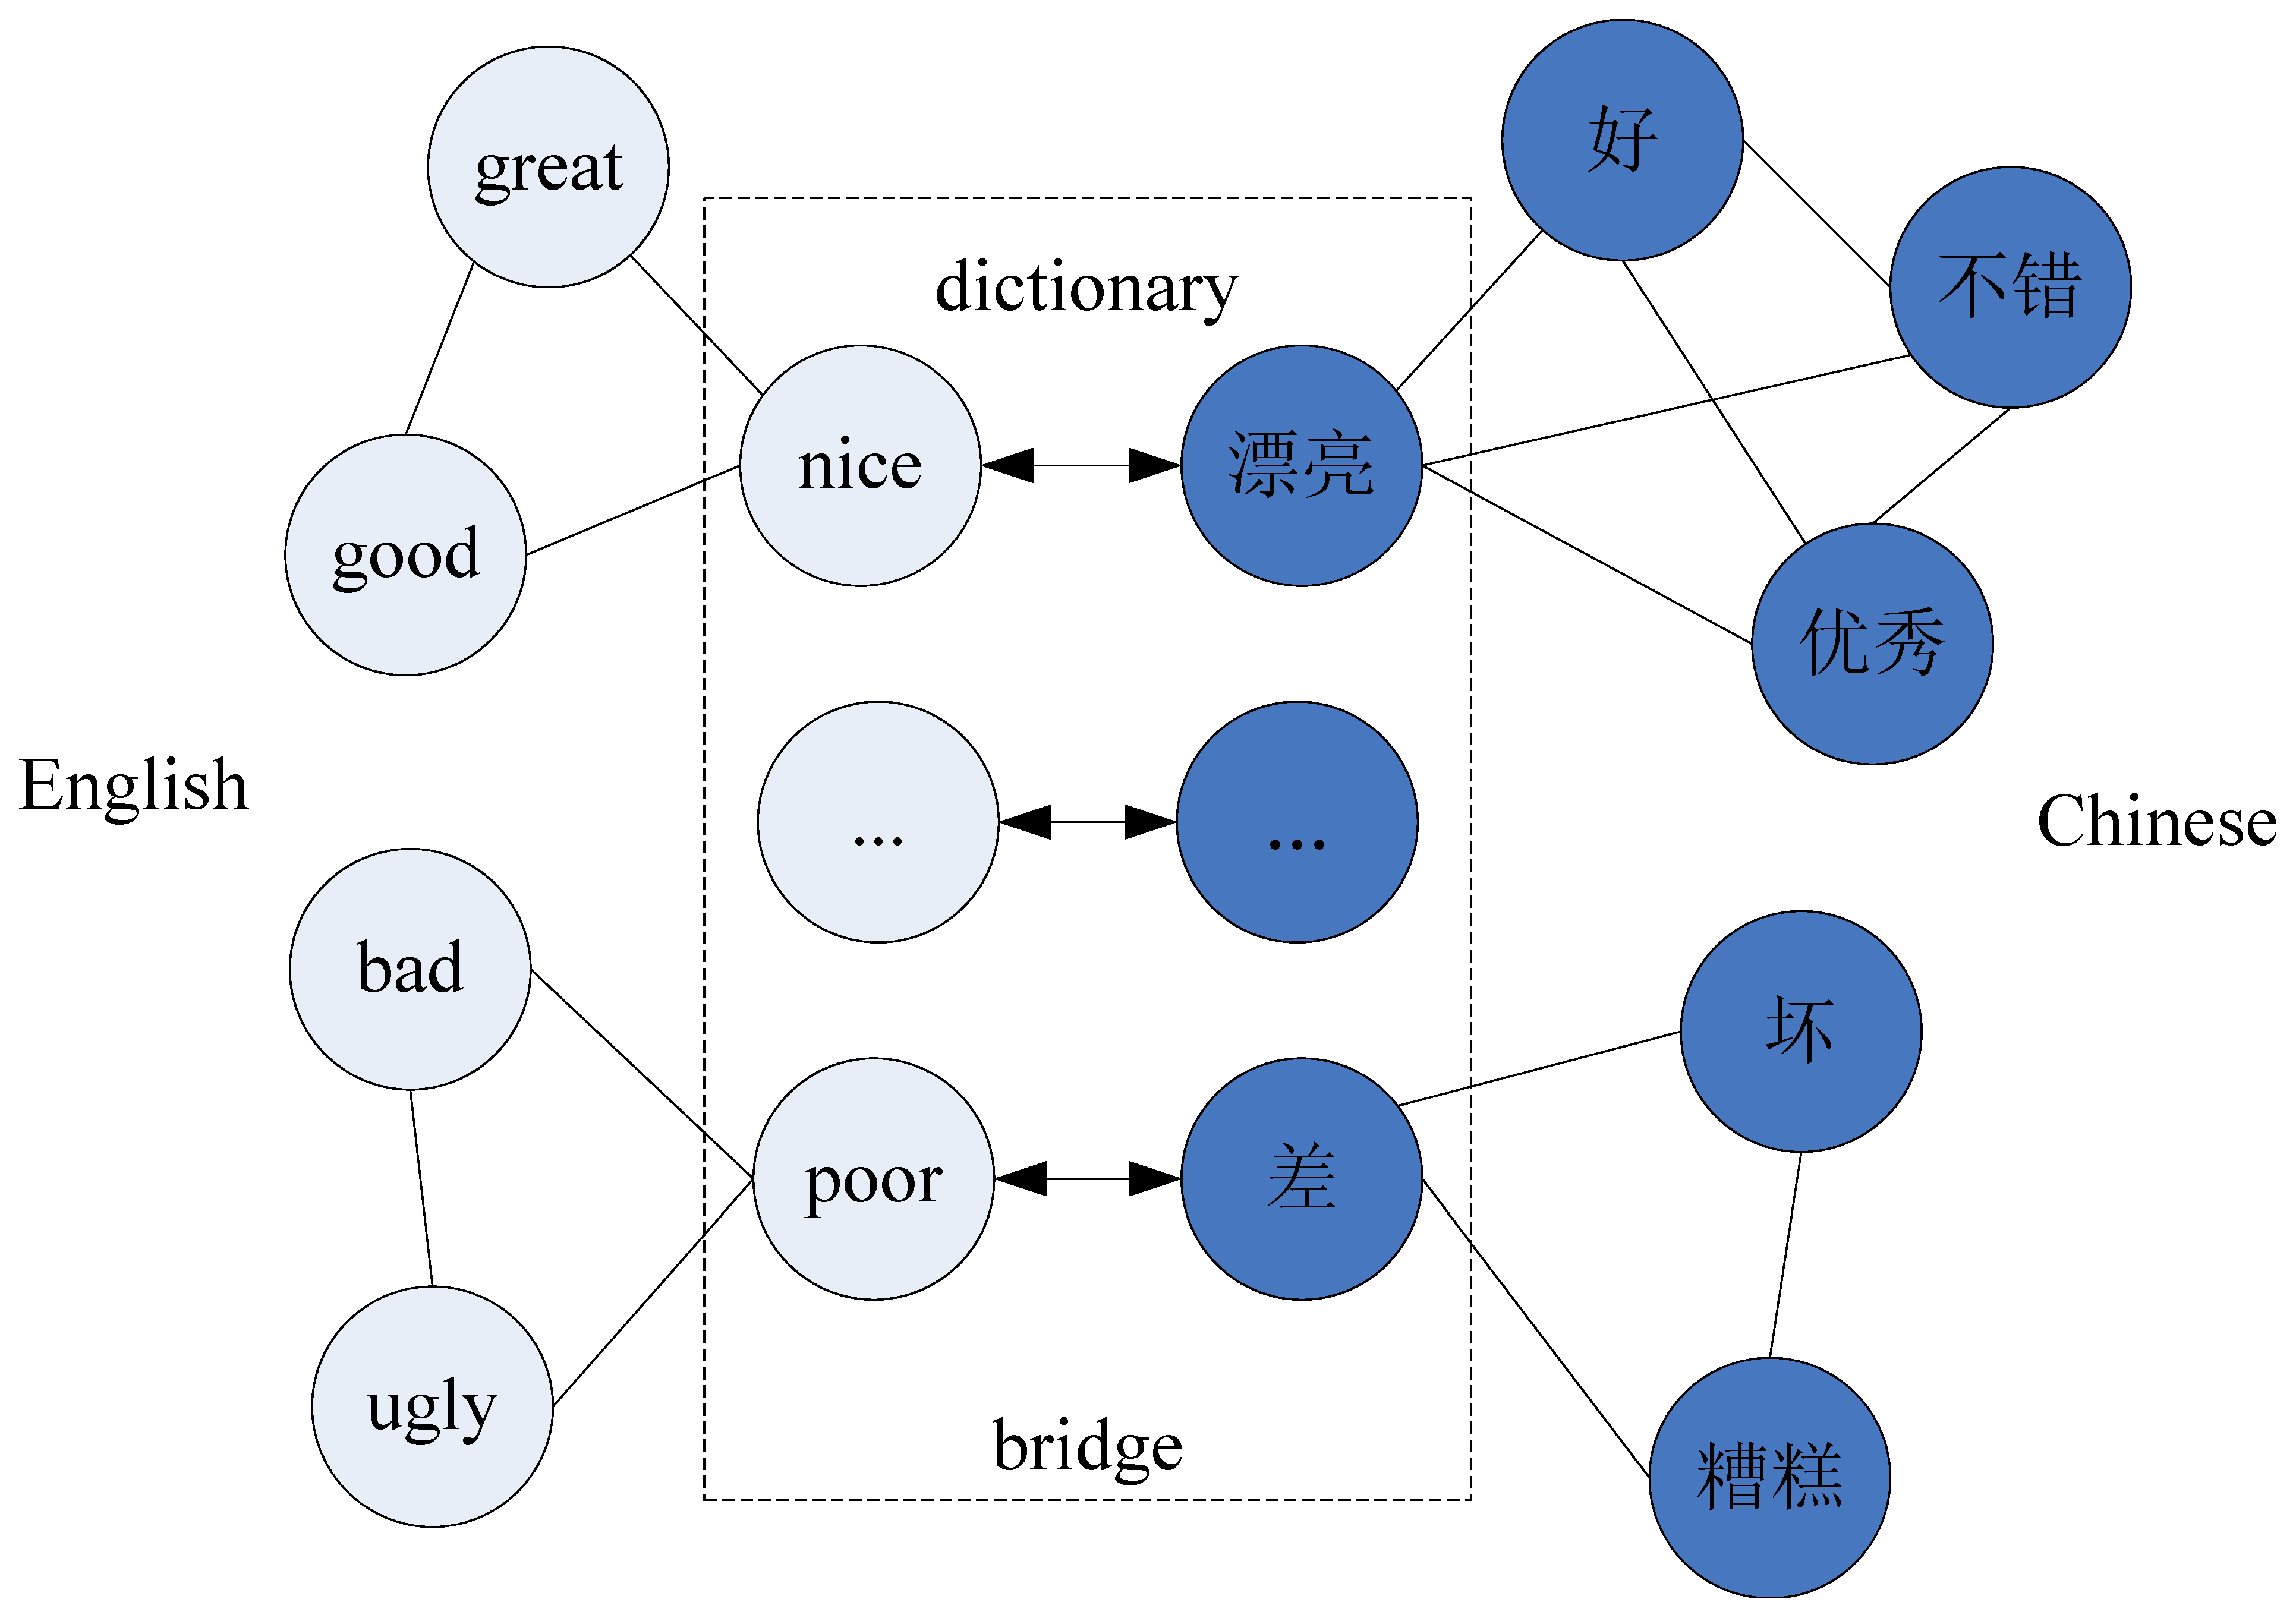 great
好
不错
dictionary
nice
漂亮
good
优秀
English
...
...
Chinese
bad
坏
poor
差
ugly
bridge
糟糕